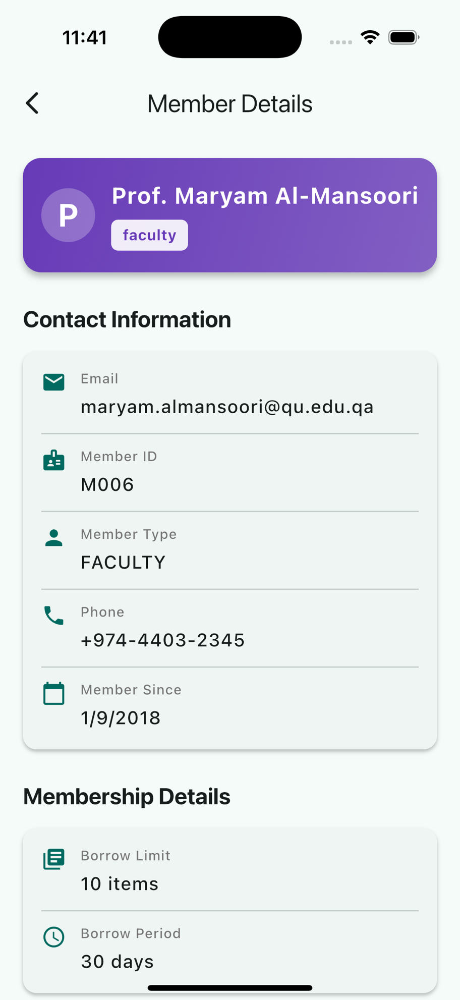 11:41
Member Details
P
Prof. Maryam Al-Mansoori
faculty
Contact Information
Email
maryam.almansoori@qu.edu.qa
Member ID
M006
Member Type
FACULTY
Phone
+974-4403-2345
Member Since
1/9/2018
Membership Details
Borrow Limit
10 items
Borrow Period
30 days